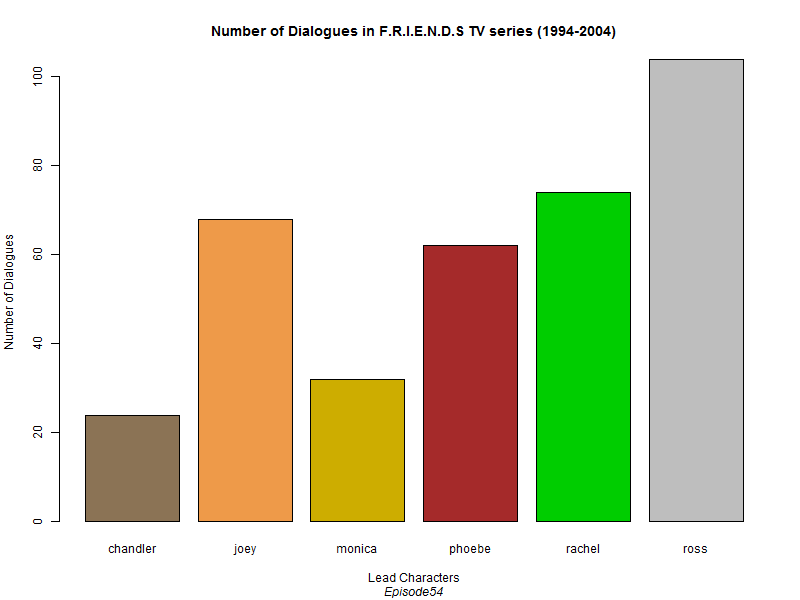 Number of Dialogues in F.R.I.E.N.D.S TV series (1994-2004)
Number of Dialogues
100
80
60
40
20
0
chandler joey monica phoebe rachel ross
Lead Characters
Episode54